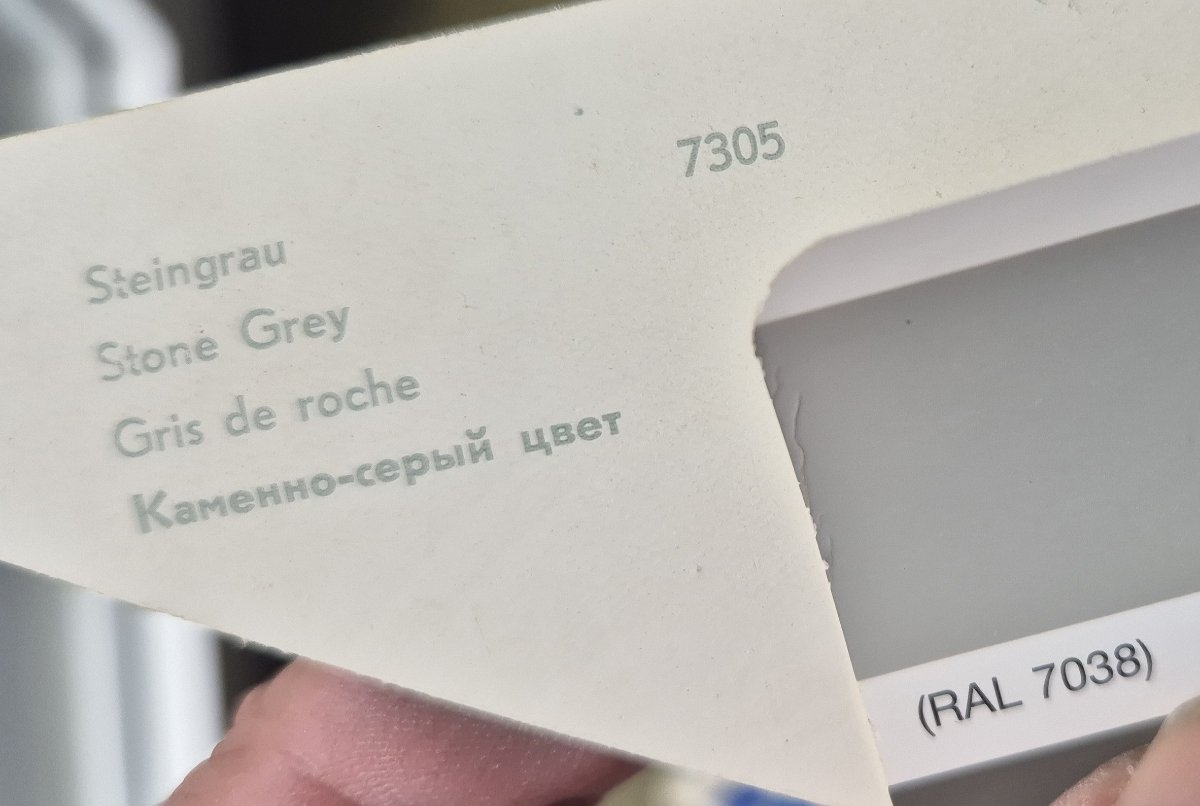 7305
Steingrau
Stone Grey
Gris de roche
Каменно-серый цвет
(RAL 7038)